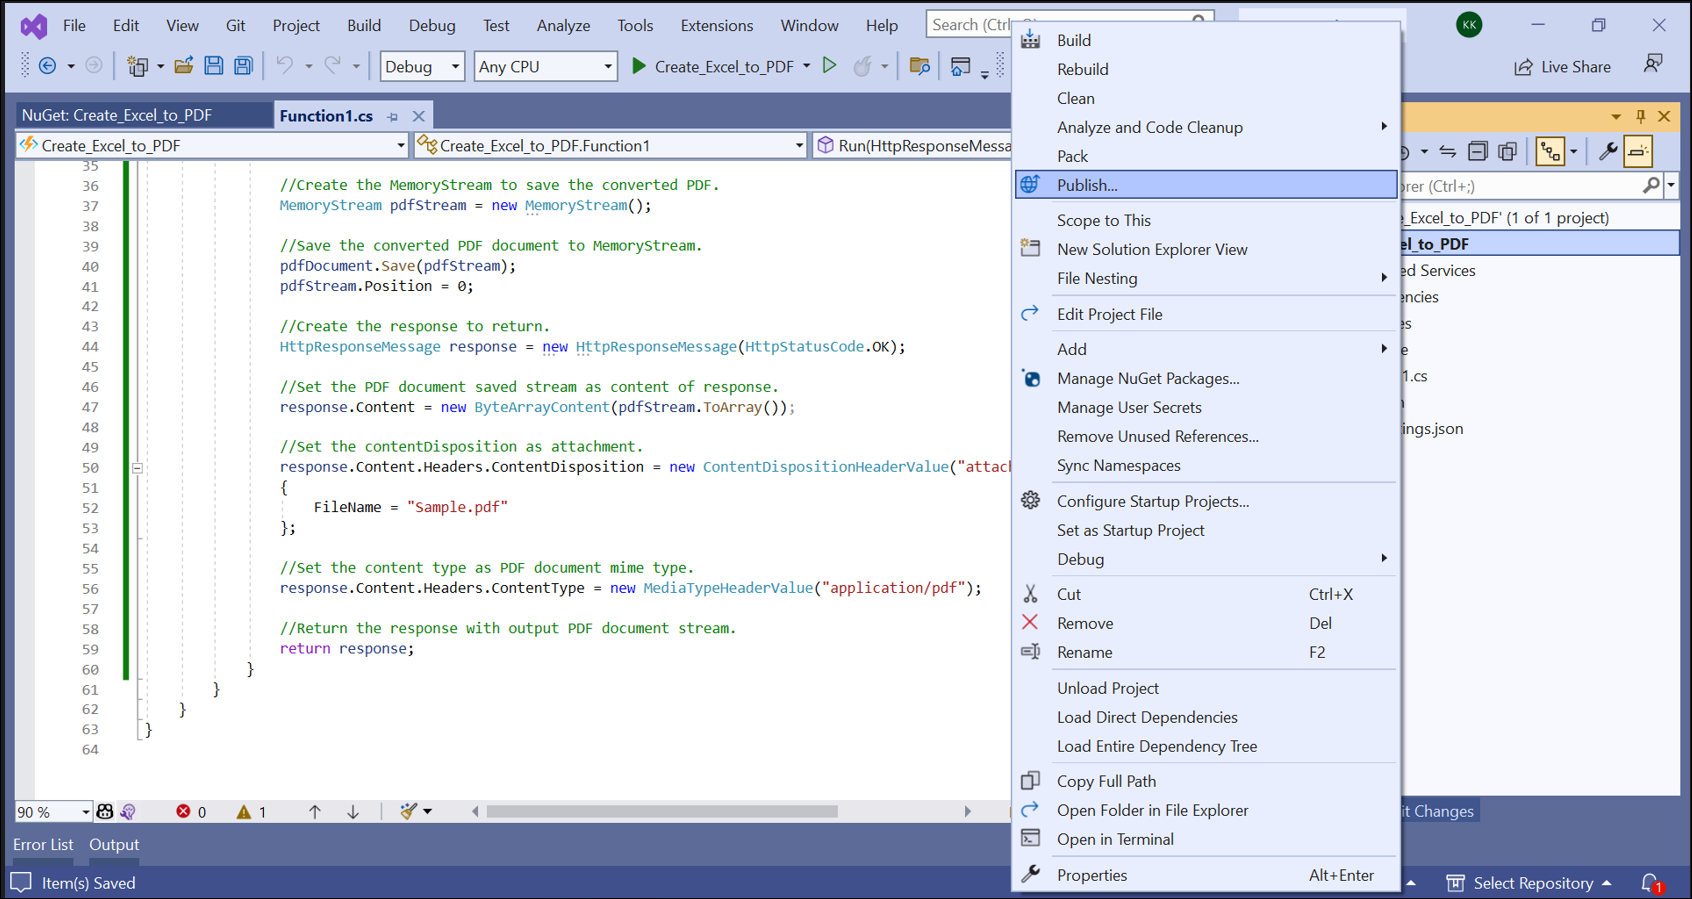 File Edit View Git Project Build Debug Test Analyze Tools Extensions Window Help Search (Ctrl KK
Debug Any CPU Create_Excel_to_PDF Live Share
NuGet: Create_Excel_to_PDF Function1.cs
Create_Excel_to_PDF Create_Excel_to_PDF.Function1 Run(HttpResponseMessa
35
36 //Create the MemoryStream to save the converted PDF.
37 MemoryStream pdfStream = new MemoryStream();
38
39 //Save the converted PDF document to MemoryStream.
40 pdfDocument.Save(pdfStream);
41 pdfStream.Position = 0;
42
43 //Create the response to return.
44 HttpResponseMessage response = new HttpResponseMessage(HttpStatusCode.OK);
45
46 //Set the PDF document saved stream as content of response.
47 response.Content = new ByteArrayContent(pdfStream.ToArray());
48
49 //Set the contentDisposition as attachment.
50 response.Content.Headers.ContentDisposition = new ContentDispositionHeaderValue("attach
51 {
52 FileName = "Sample.pdf"
53 };
54
55 //Set the content type as PDF document mime type.
56 response.Content.Headers.ContentType = new MediaTypeHeaderValue("application/pdf");
57
58 //Return the response with output PDF document stream.
59 return response;
60 }
61 }
62 }
63 }
64
90 % 0 1
Error List Output
Item(s) Saved
Build
Rebuild
Clean
Analyze and Code Cleanup
Pack
Publish...
Scope to This
New Solution Explorer View
File Nesting
Edit Project File
Add
Manage NuGet Packages...
Manage User Secrets
Remove Unused References...
Sync Namespaces
Configure Startup Projects...
Set as Startup Project
Debug
Cut Ctrl+X
Remove Del
Rename F2
Unload Project
Load Direct Dependencies
Load Entire Dependency Tree
Copy Full Path
Open Folder in File Explorer
Open in Terminal
Properties Alt+Enter
rer (Ctrl+;)
e_Excel_to_PDF' (1 of 1 project)
el_to_PDF
ed Services
encies
es
e
1.cs
n
ings.json
it Changes
Select Repository 1